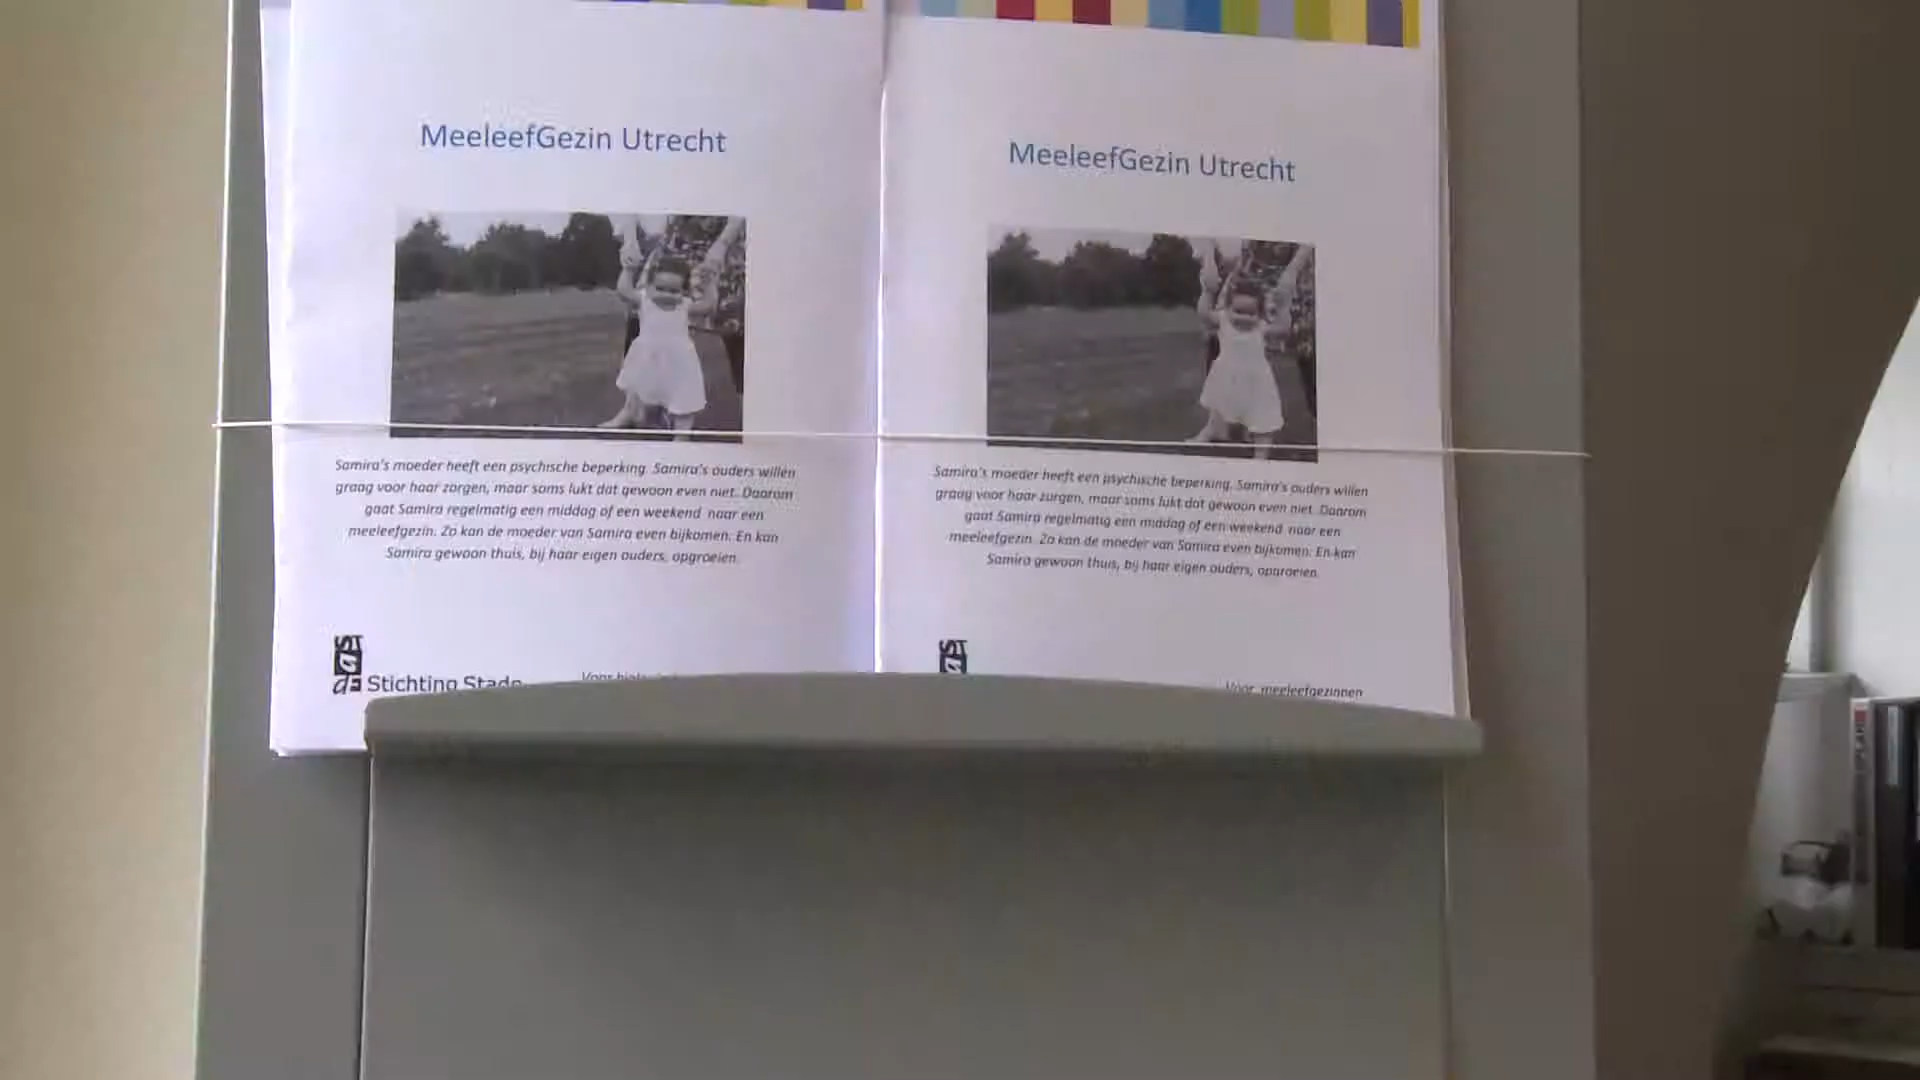 MeeleefGezin Utrecht
Samira's moeder heeft een psychische beperking. Samira's ouders willen
graag voor haar zorgen, maar soms lukt dat gewoon even niet. Daarom
gaat Samira regelmatig een middag of een weekend naar een
meeleefgezin. Zo kan de moeder van Samira even bijkomen. En kan
Samira gewoon thuis, bij haar eigen ouders, opgroeien.
STadE Stichting Stade
MeeleefGezin Utrecht
Samira's moeder heeft een psychische beperking. Samira's ouders willen
graag voor haar zorgen, maar soms lukt dat gewoon even niet. Daarom
gaat Samira regelmatig een middag of een weekend naar een
meeleefgezin. Zo kan de moeder van Samira even bijkomen. En kan
Samira gewoon thuis, bij haar eigen ouders, opgroeien.
STa
Voor meeleefgezinnen